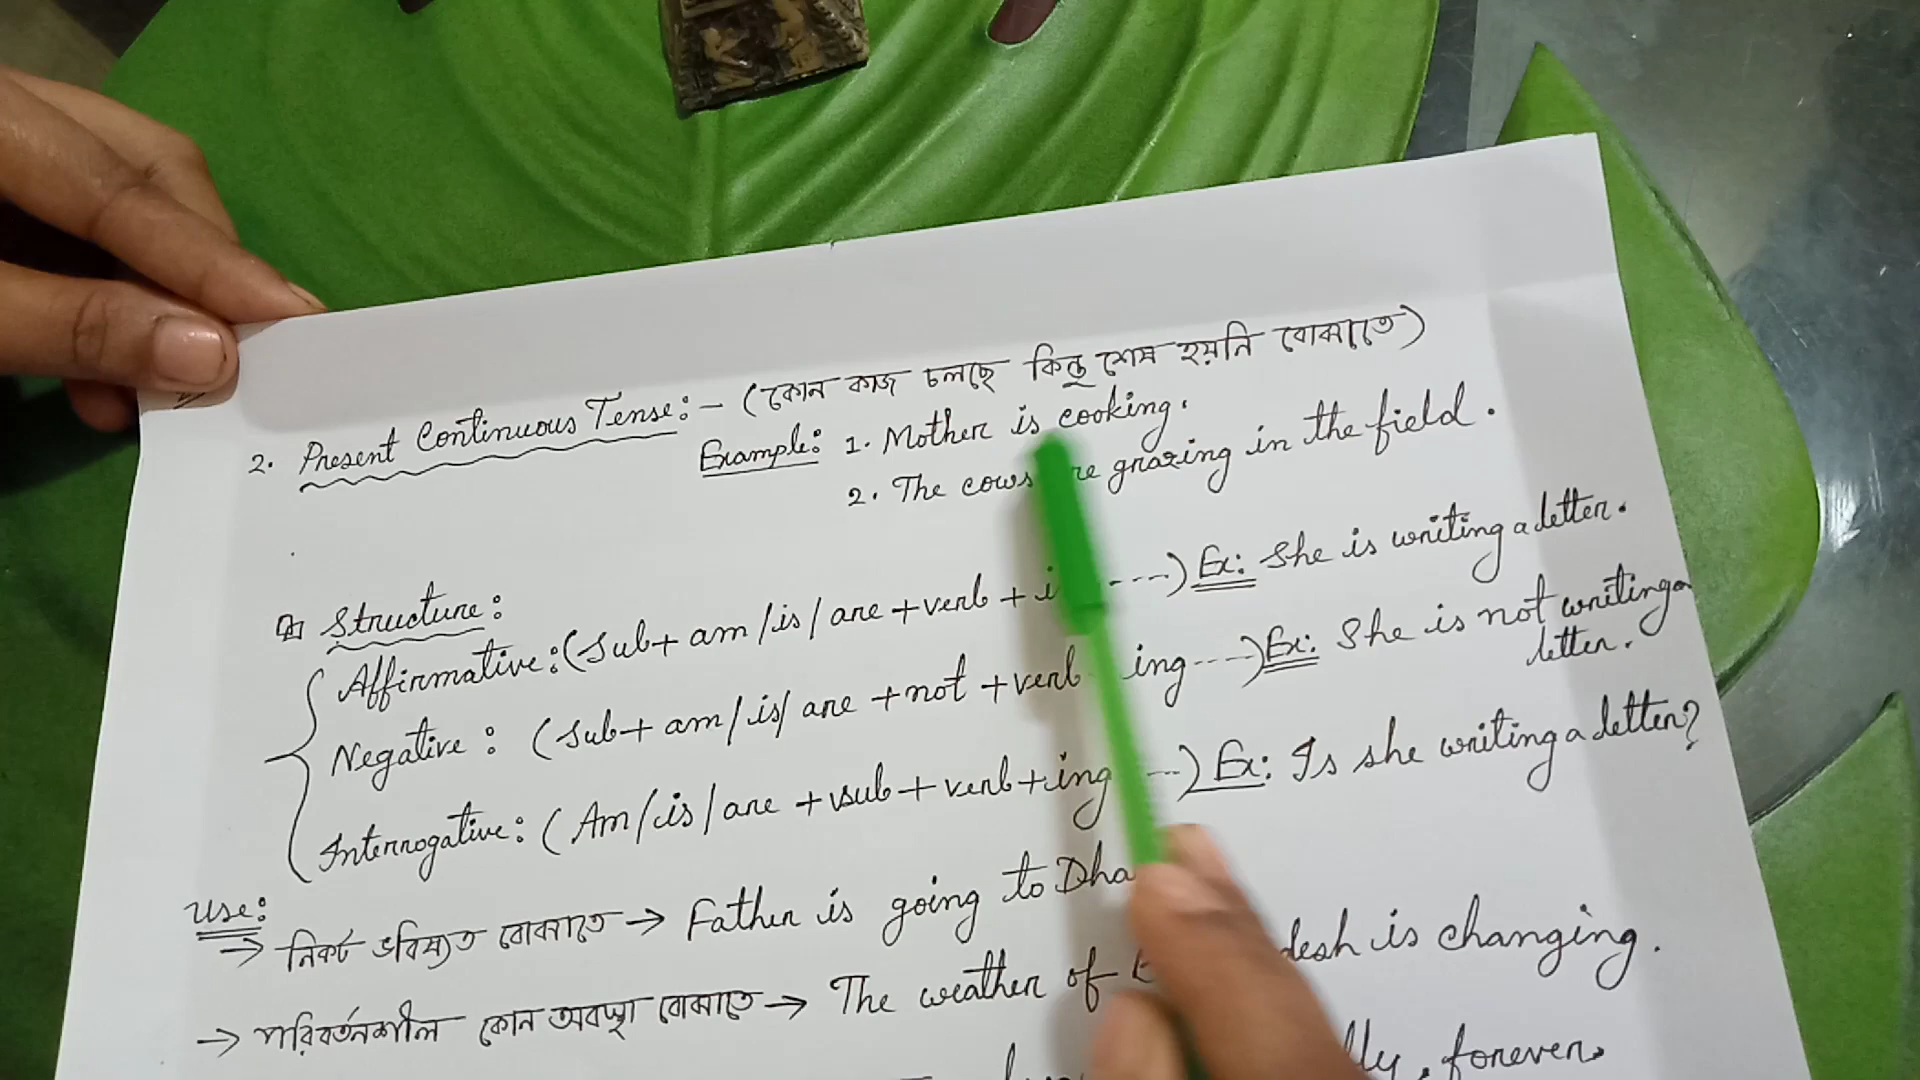 2. Present Continuous Tense:- (কোন কাজ চলছে কিন্তু শেষ হয়নি বোঝাতে)
Example: 1. Mother is cooking.
2. The cows are grazing in the field.
Structure:
Affirmative: (Sub+ am/is/are +verb + ----) Ex: She is writing a letter.
Negative: (Sub+ am/is/are +not +verb ing----) Ex: She is not writing a
letter.
Interrogative: (Am/is/are +sub+verb+ing --) Ex: Is she writing a letter?
Use:
→ নিকট ভবিষ্যত বোঝাতে → Father is going to
→ পরিবর্তনশীল কোন অবস্থা বোঝাতে → The weather of is changing.
forever